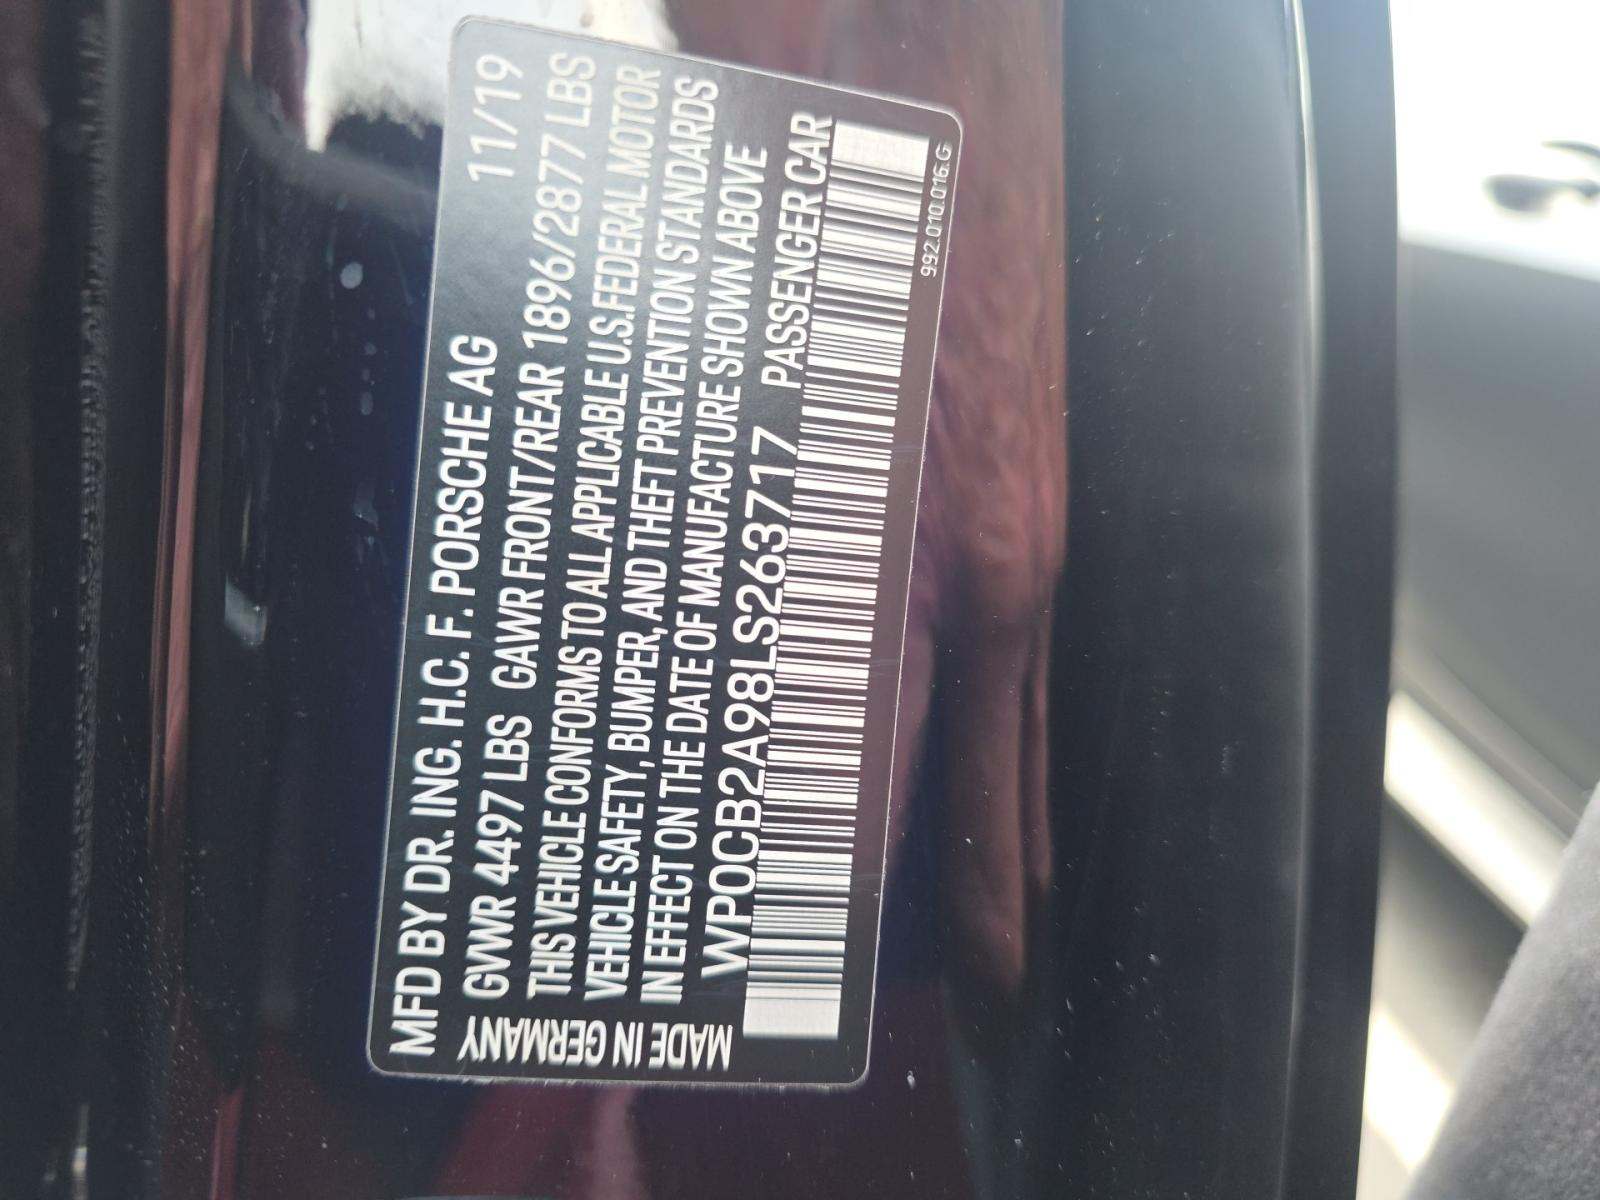 MFD BY DR. ING. H.C. F. PORSCHE AG 11/19
GVWR 4497 LBS GAWR FRONT/REAR 1896/2877 LBS
THIS VEHICLE CONFORMS TO ALL APPLICABLE U.S. FEDERAL MOTOR
VEHICLE SAFETY, BUMPER, AND THEFT PREVENTION STANDARDS
IN EFFECT ON THE DATE OF MANUFACTURE SHOWN ABOVE
WP0CB2A98LS263717 PASSENGER CAR
MADE IN GERMANY
992.010.016.G